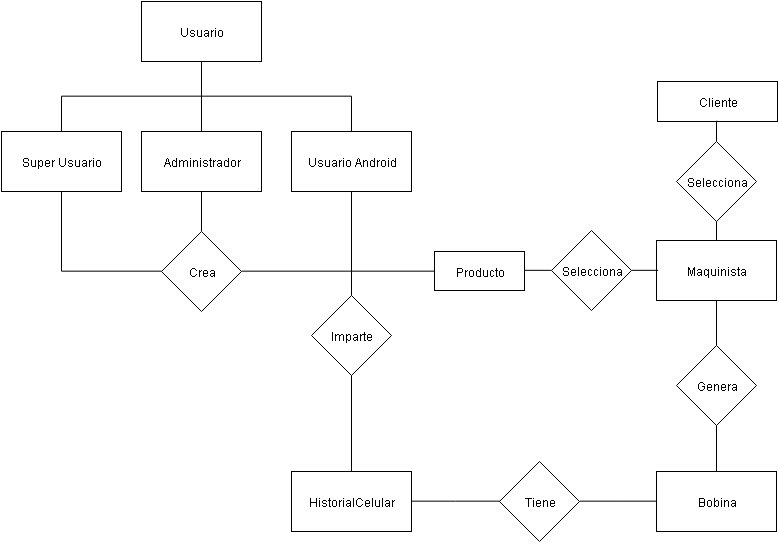 Usuario
Cliente
Super Usuario
Administrador
Usuario Android
Selecciona
Crea
Producto
Selecciona
Maquinista
Imparte
Genera
HistorialCelular
Tiene
Bobina